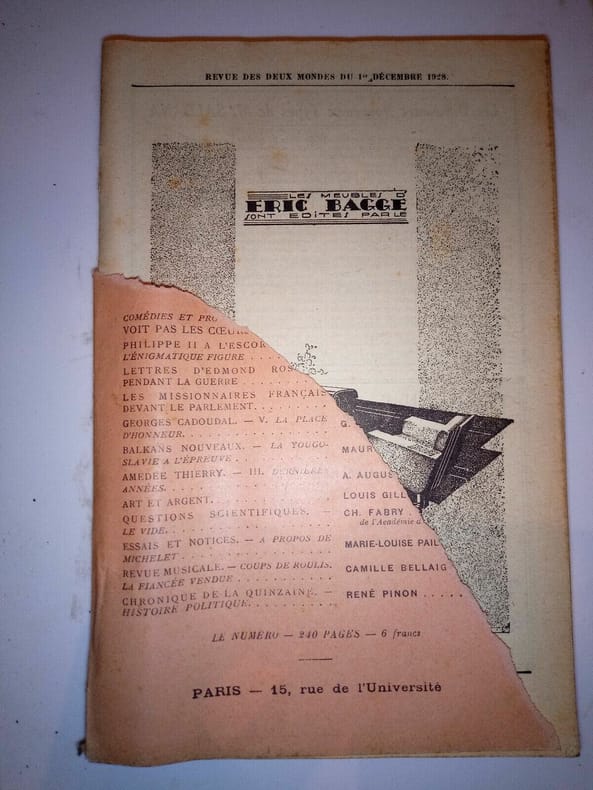 REVUE DES DEUX MONDES DU 1er DÉCEMBRE 1928.
LES MEUBLES D'
ERIC BAGGE
SONT EDITES PAR LE
COMÉDIES ET PRO
VOIT PAS LES CŒURS
PHILIPPE II A L'ESCOR
L'ÉNIGMATIQUE FIGURE . . . .
LETTRES D'EDMOND ROS
PENDANT LA GUERRE . . . . . .
LES MISSIONNAIRES FRANÇAIS
DEVANT LE PARLEMENT. . . . . . .
GEORGES CADOUDAL. — V. LA PLACE G.
D'HONNEUR. . . . . . . . . . . .
BALKANS NOUVEAUX. — LA YOUGO- MAUR
SLAVIE A L'ÉPREUVE . . . . . . .
AMÉDÉE THIERRY. — III. DERNIÈRES A. AUGUS
ANNÉES. . . . . . . . . . . . .
ART ET ARGENT. . . . . . . . . . LOUIS GILL
QUESTIONS SCIENTIFIQUES. — CH. FABRY .
LE VIDE. . . . . . . . . . . . . de l'Académie d
ESSAIS ET NOTICES. — A PROPOS DE MARIE-LOUISE PAIL
MICHELET . . . . . . . . . . . .
REVUE MUSICALE. — COUPS DE ROULIS. CAMILLE BELLAIG
LA FIANCÉE VENDUE . . . . . . .
CHRONIQUE DE LA QUINZAINE. — RENÉ PINON . . . . .
HISTOIRE POLITIQUE. . . . . . . .
LE NUMÉRO — 240 PAGES — 6 francs
PARIS — 15, rue de l'Université